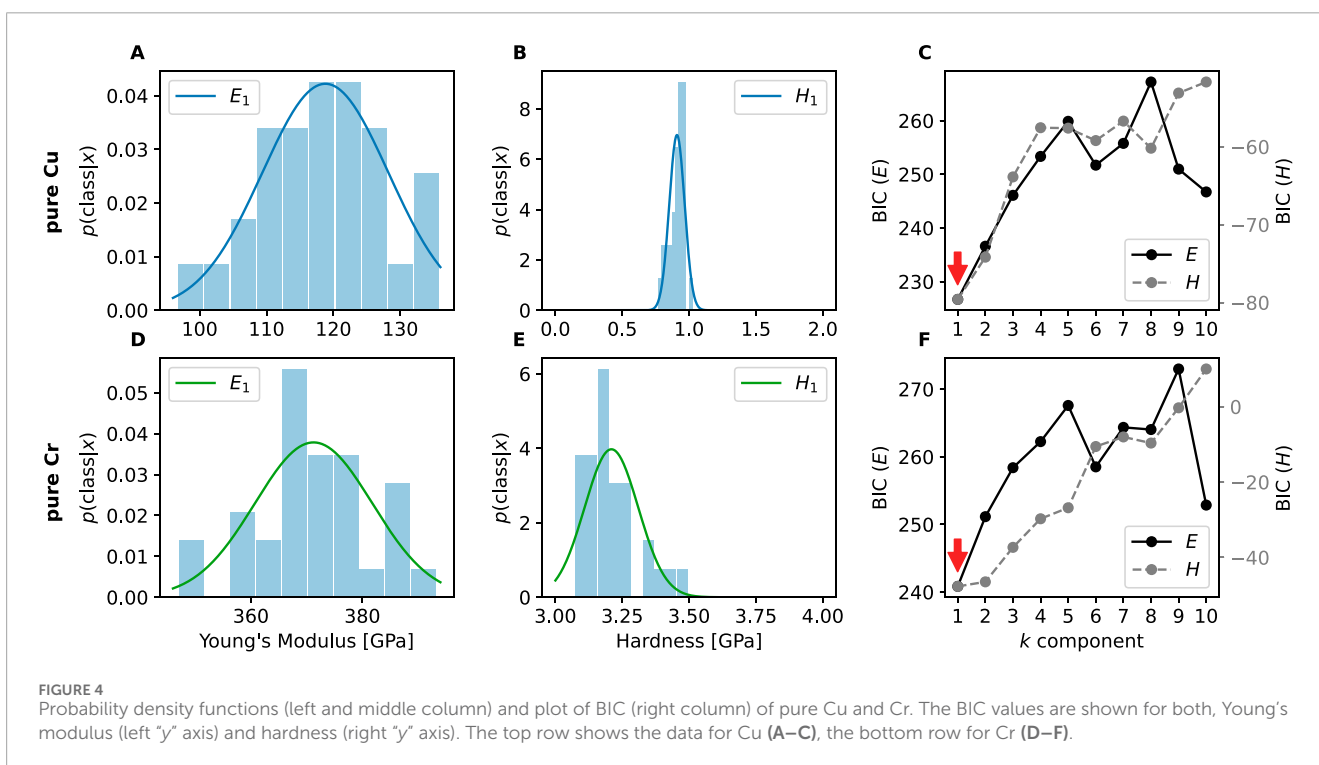 A
B
C
pure Cu
p(class|x)
0.04
0.03
0.02
0.01
0.00
E1
100
110
120
130
p(class|x)
8
6
4
2
0
H1
0.0
0.5
1.0
1.5
2.0
BIC (E)
260
250
240
230
E
H
1 2 3 4 5 6 7 8 9 10
−60
−70
−80
BIC (H)
D
E
F
pure Cr
p(class|x)
0.05
0.04
0.03
0.02
0.01
0.00
E1
360
380
Young's Modulus [GPa]
p(class|x)
6
4
2
0
H1
3.00
3.25
3.50
3.75
4.00
Hardness [GPa]
BIC (E)
270
260
250
240
E
H
1 2 3 4 5 6 7 8 9 10
k component
0
−20
−40
BIC (H)
FIGURE 4
Probability density functions (left and middle column) and plot of BIC (right column) of pure Cu and Cr. The BIC values are shown for both, Young's
modulus (left "y" axis) and hardness (right "y" axis). The top row shows the data for Cu (A–C), the bottom row for Cr (D–F).